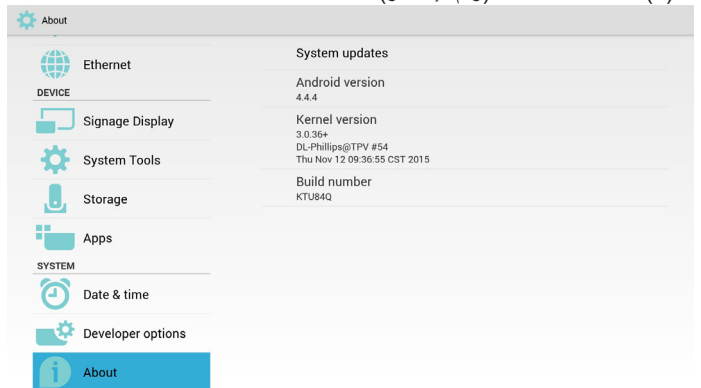 About
Ethernet
DEVICE
Signage Display
System Tools
Storage
Apps
SYSTEM
Date & time
Developer options
About
System updates
Android version
4.4.4
Kernel version
3.0.36+
DL-Phillips@TPV #54
Thu Nov 12 09:36:55 CST 2015
Build number
KTU84Q